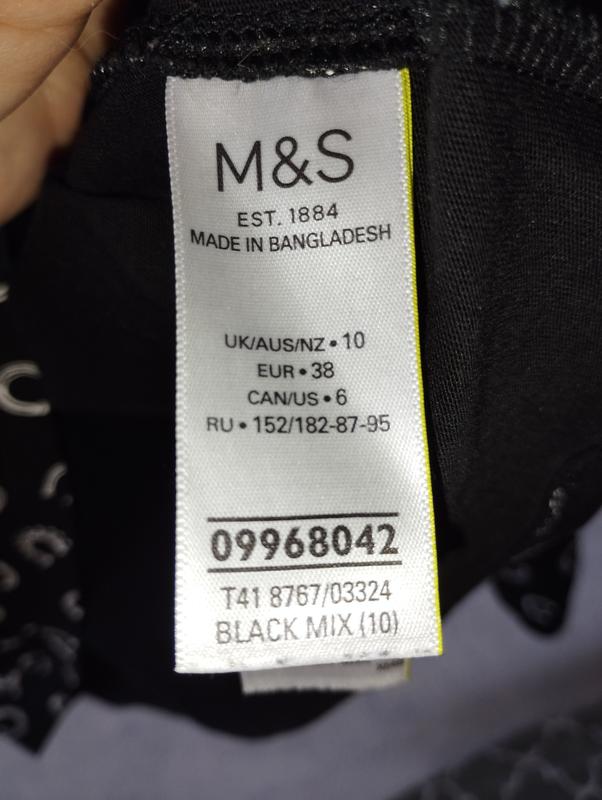 M&S
EST. 1884
MADE IN BANGLADESH
UK/AUS/NZ • 10
EUR • 38
CAN/US • 6
RU • 152/182-87-95
09968042
T41 8767/03324
BLACK MIX (10)